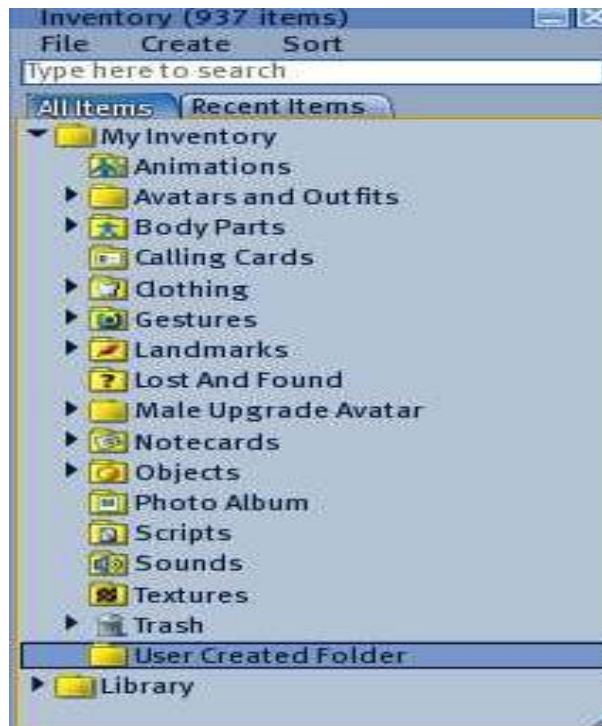 Inventory (937 items)
File Create Sort
Type here to search
All Items Recent Items
My Inventory
Animations
Avatars and Outfits
Body Parts
Calling Cards
Clothing
Gestures
Landmarks
Lost And Found
Male Upgrade Avatar
Notecards
Objects
Photo Album
Scripts
Sounds
Textures
Trash
User Created Folder
Library